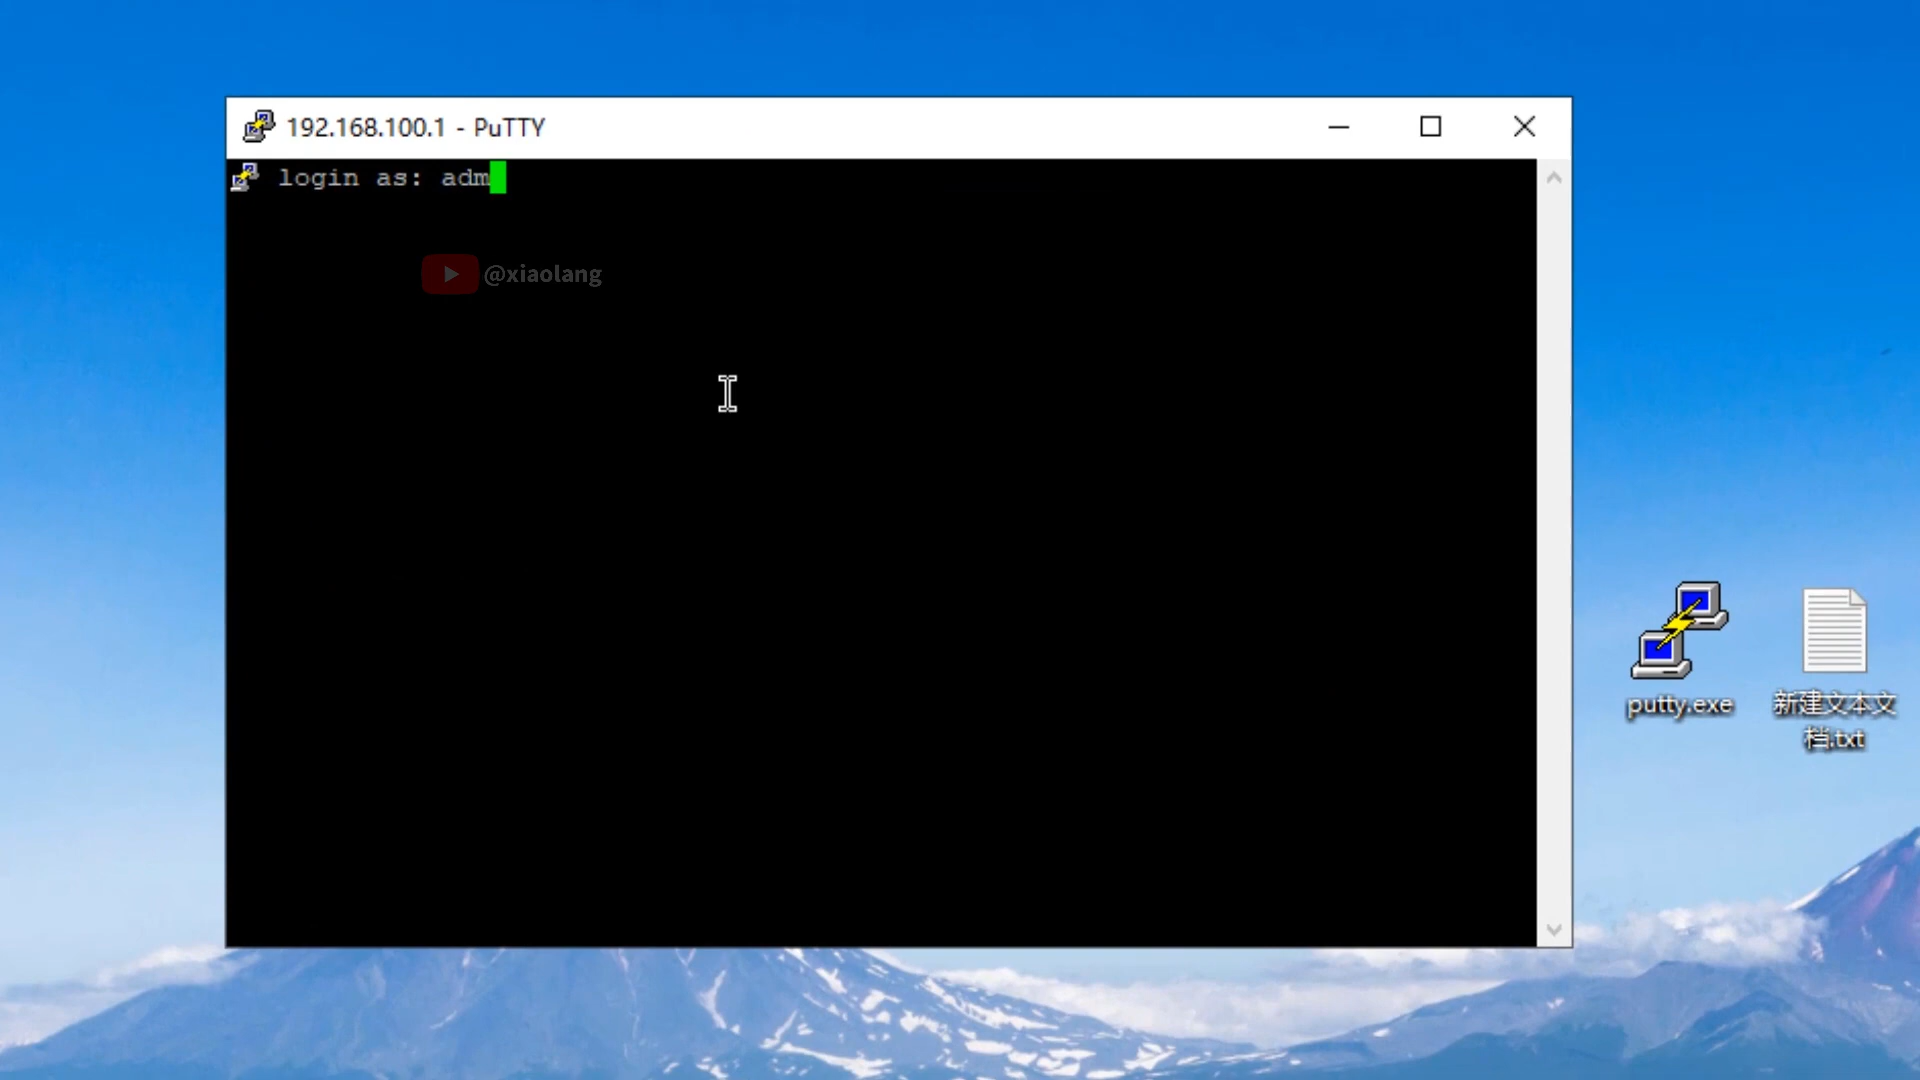 192.168.100.1 - PuTTY
login as: adm
@xiaolang
putty.exe
新建文本文
档.txt